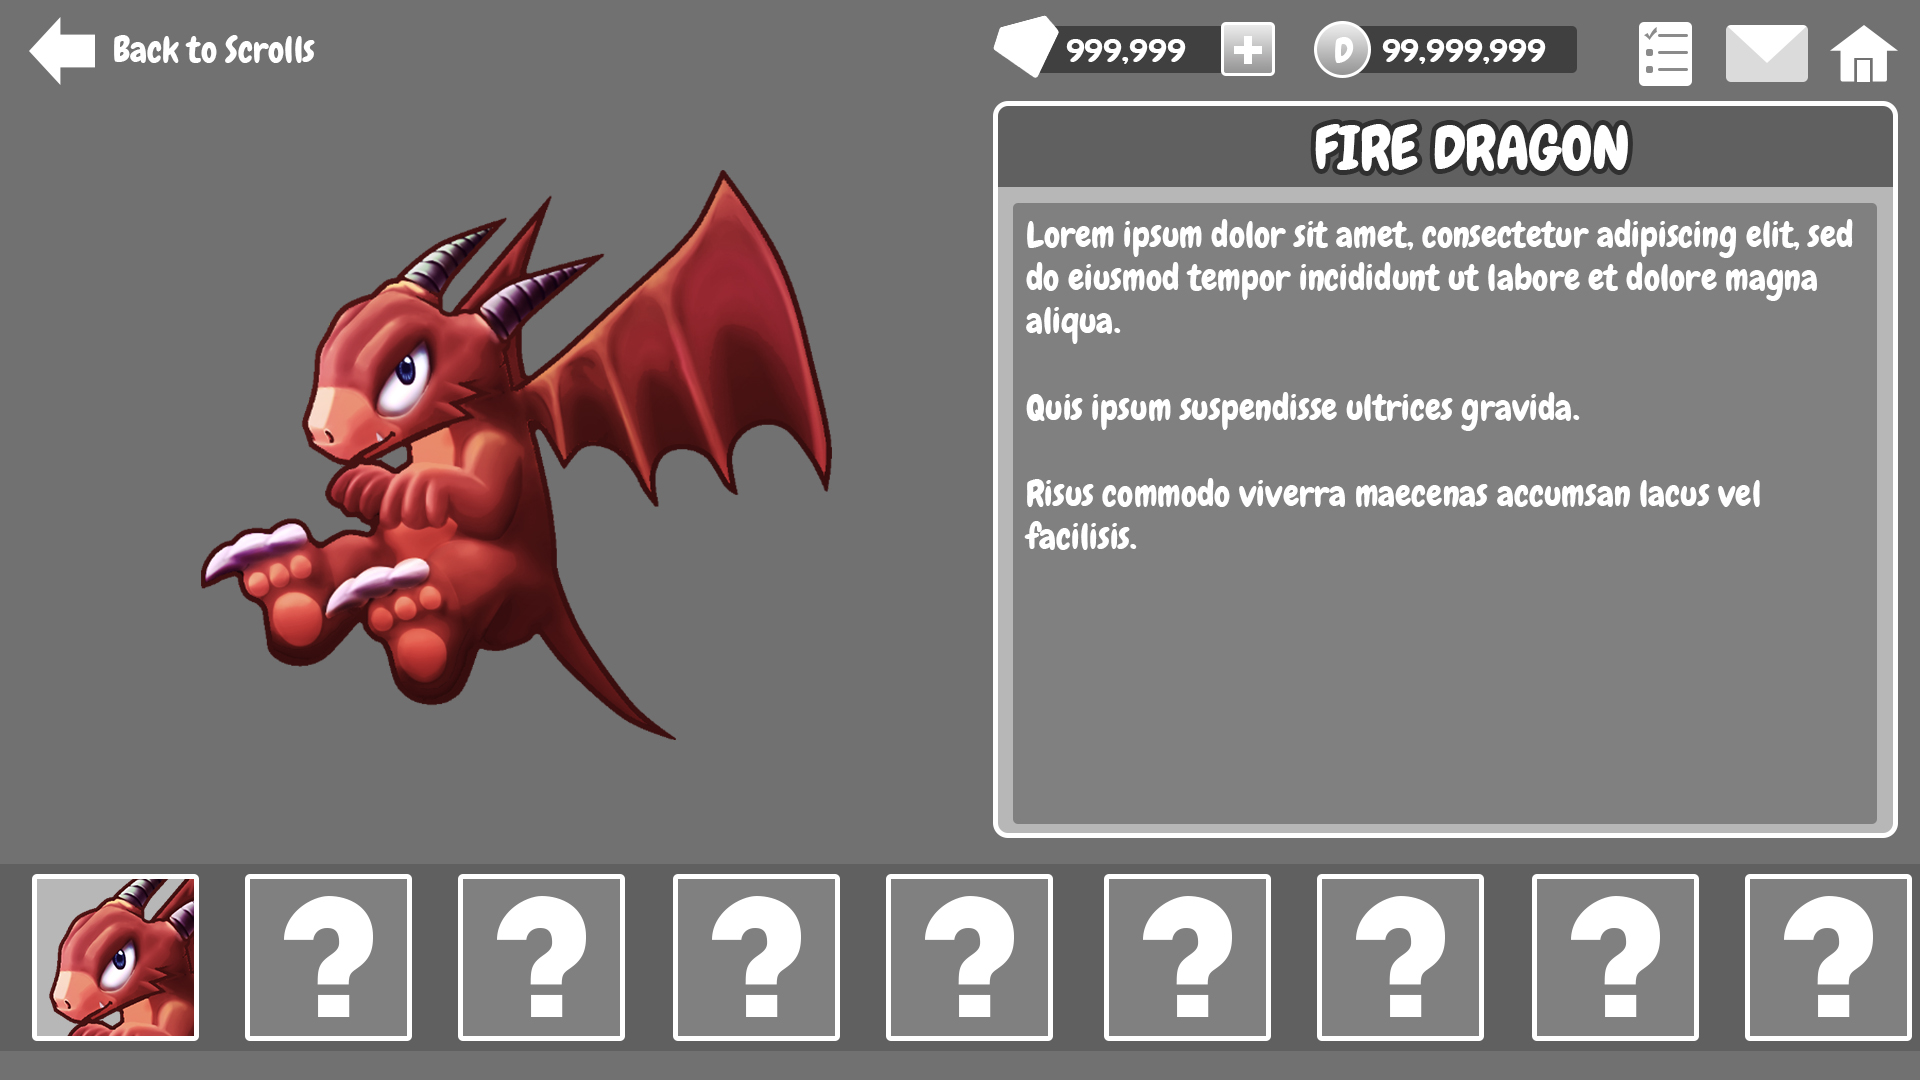 Back to Scrolls
999,999
D 99,999,999
FIRE DRAGON
Lorem ipsum dolor sit amet, consectetur adipiscing elit, sed
do eiusmod tempor incididunt ut labore et dolore magna
aliqua.
Quis ipsum suspendisse ultrices gravida.
Risus commodo viverra maecenas accumsan lacus vel
facilisis.
? ? ? ? ? ? ? ?